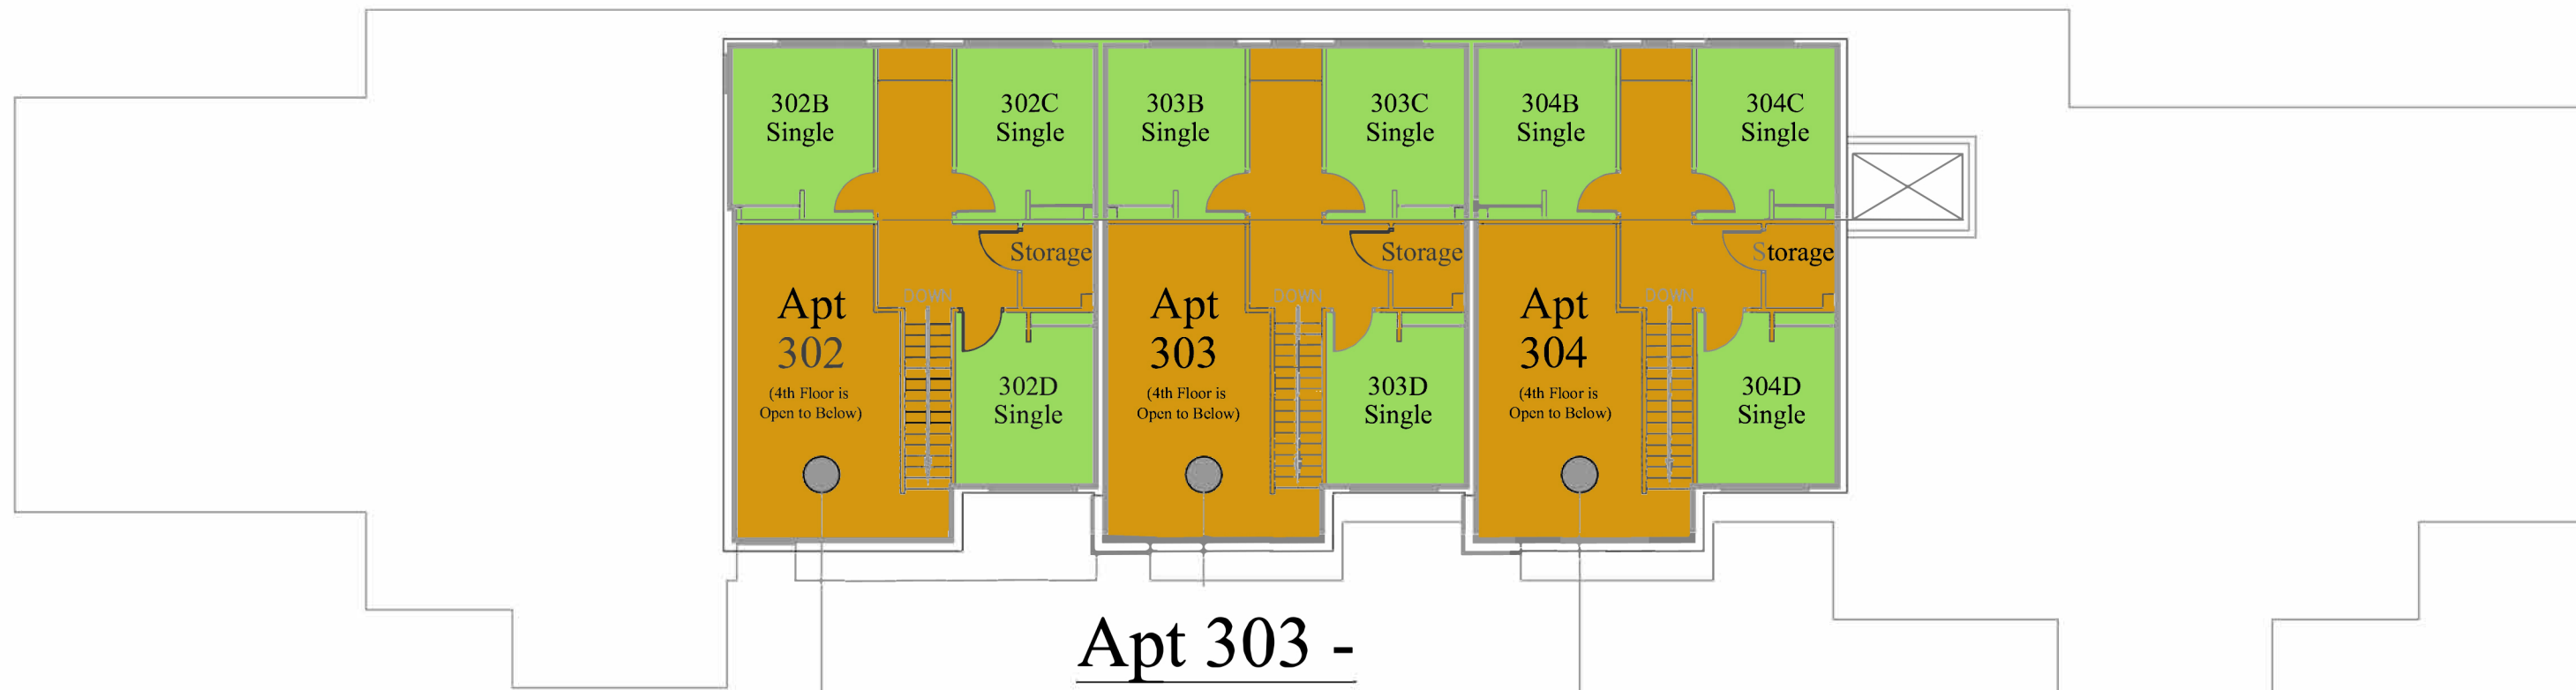 302B
Single
302C
Single
303B
Single
303C
Single
304B
Single
304C
Single
Storage
Storage
Storage
DOWN
DOWN
DOWN
Apt
302
(4th Floor is
Open to Below)
Apt
303
(4th Floor is
Open to Below)
Apt
304
(4th Floor is
Open to Below)
302D
Single
303D
Single
304D
Single
Apt 303 -